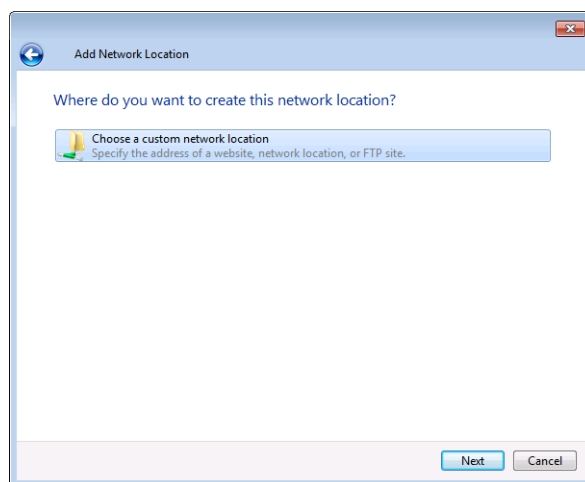 Add Network Location
Where do you want to create this network location?
Choose a custom network location
Specify the address of a website, network location, or FTP site.
Next Cancel